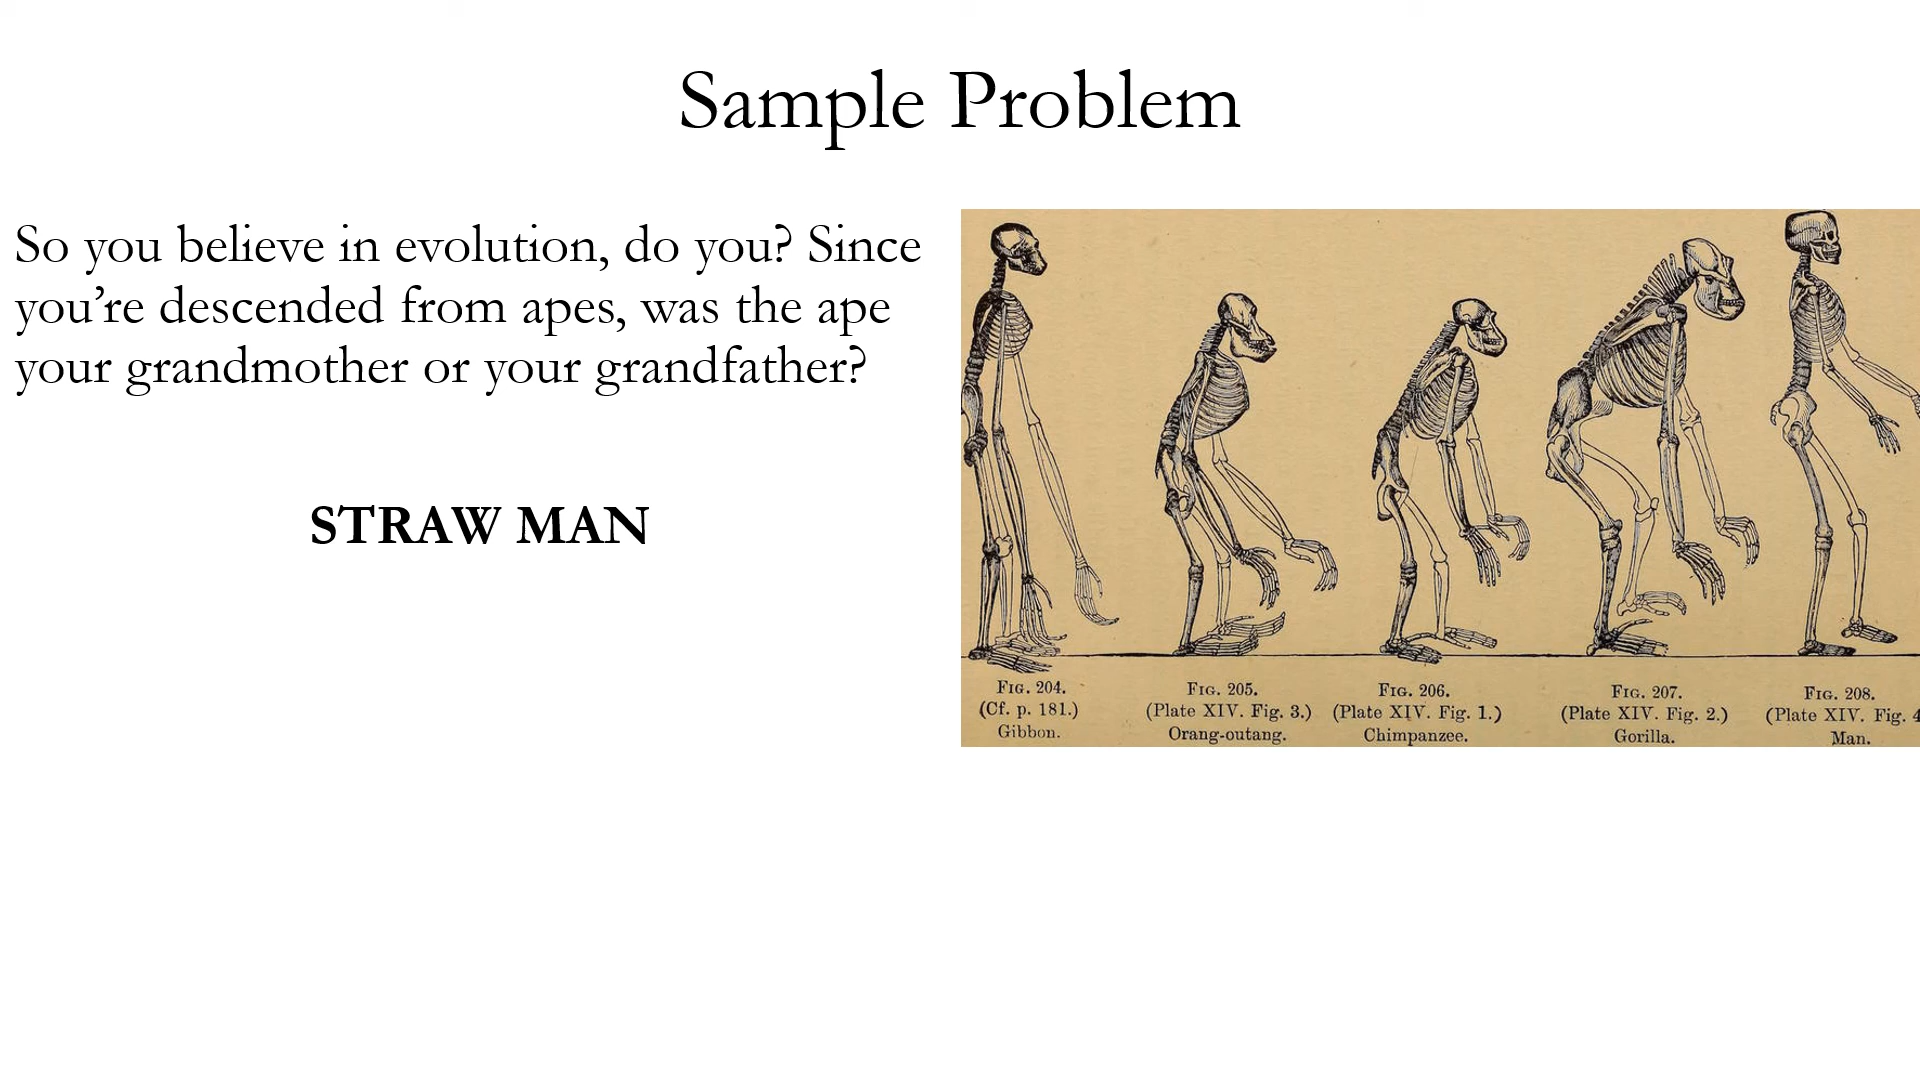 Sample Problem
So you believe in evolution, do you? Since
you’re descended from apes, was the ape
your grandmother or your grandfather?
STRAW MAN
Fig. 204.
(Cf. p. 181.)
Gibbon.
Fig. 205.
(Plate XIV. Fig. 3.)
Orang-outang.
Fig. 206.
(Plate XIV. Fig. 1.)
Chimpanzee.
Fig. 207.
(Plate XIV. Fig. 2.)
Gorilla.
Fig. 208.
(Plate XIV. Fig. 4
Man.